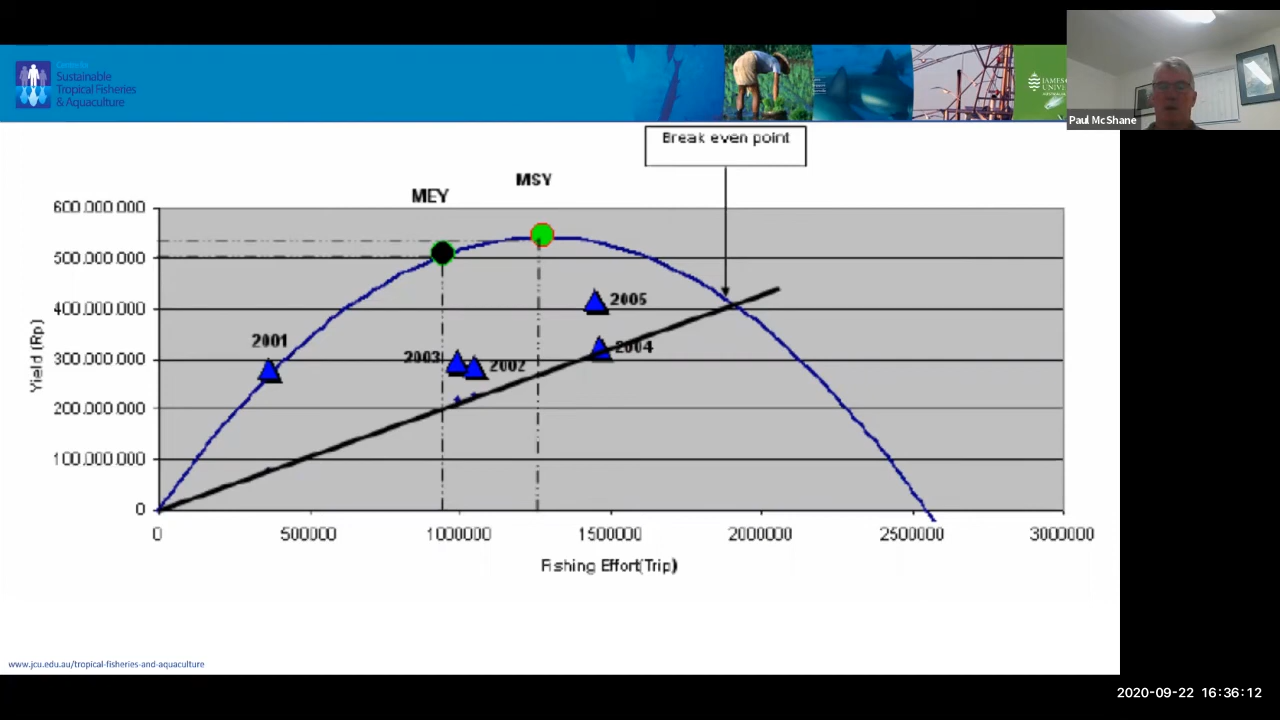 Centre for
Sustainable
Tropical Fisheries
& Aquaculture
Paul McShane
Break even point
MSY
MEY
600.000.000
500.000.000
400.000.000
300.000.000
200.000.000
100.000.000
0
Yield (Rp)
2001
2003
2002
2005
2004
0
500000
1000000
1500000
2000000
2500000
3000000
Fishing Effort(Trip)
www.jcu.edu.au/tropical-fisheries-and-aquaculture
2020-09-22 16:36:12